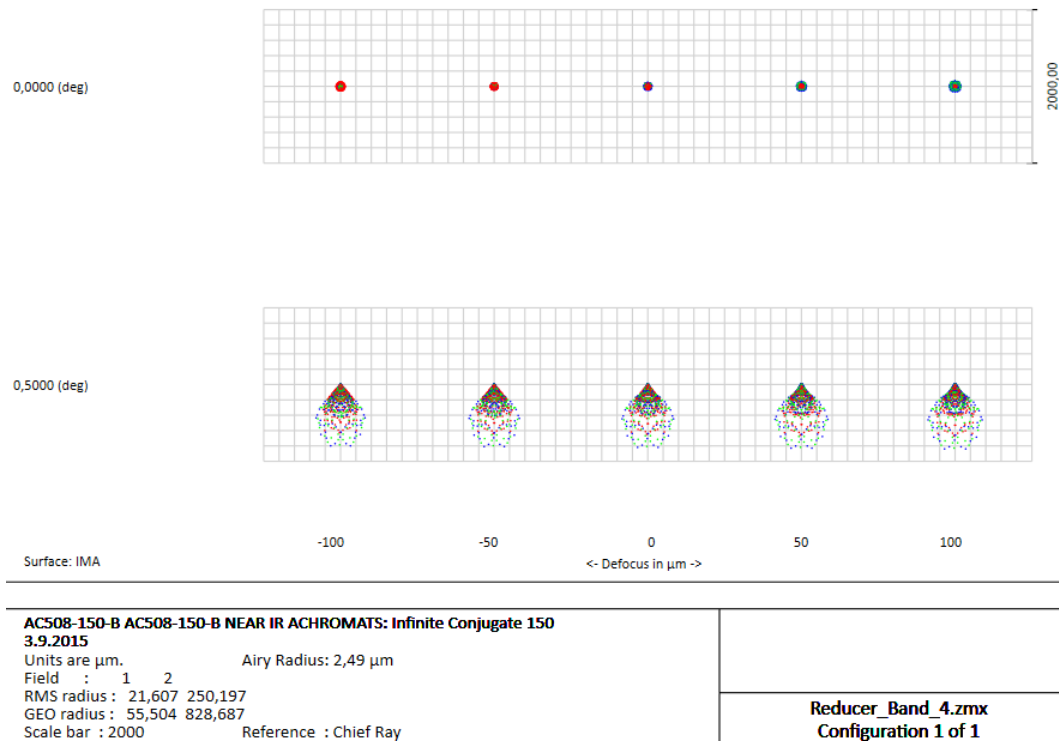 0,0000 (deg)
2000,00
0,5000 (deg)
-100 -50 0 50 100
Surface: IMA
<- Defocus in µm ->
AC508-150-B AC508-150-B NEAR IR ACHROMATS: Infinite Conjugate 150
3.9.2015
Units are µm. Airy Radius: 2,49 µm
Field : 1 2
RMS radius : 21,607 250,197
GEO radius : 55,504 828,687
Scale bar : 2000 Reference : Chief Ray
Reducer_Band_4.zmx
Configuration 1 of 1